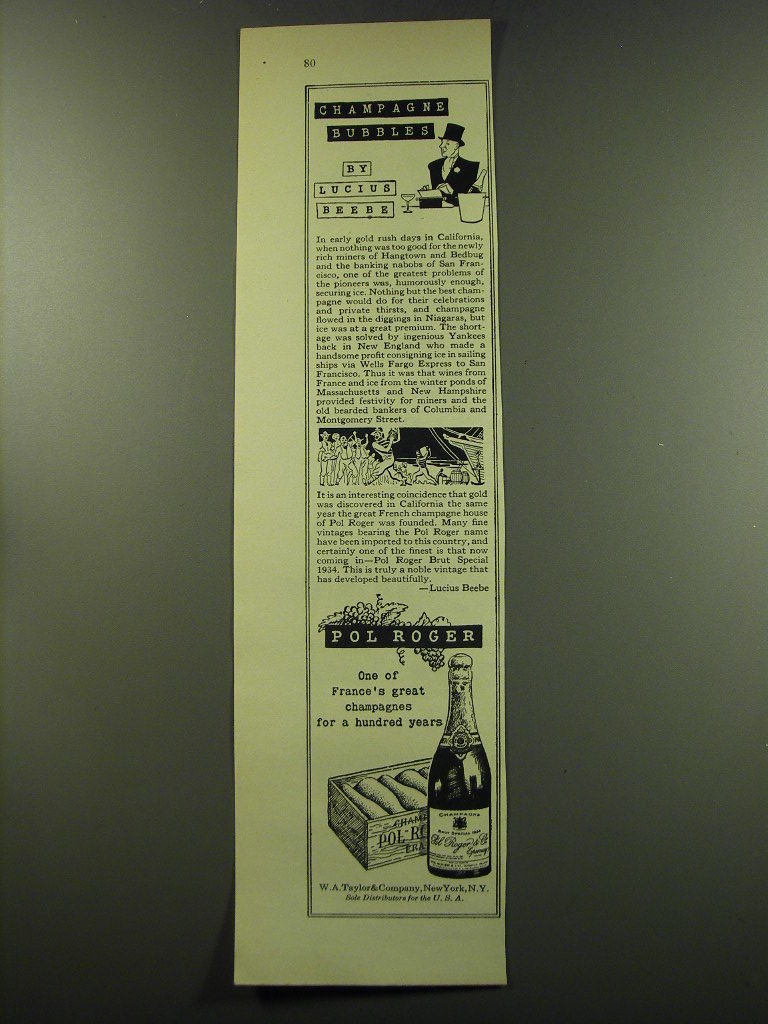 80
CHAMPAGNE
BUBBLES
BY
LUCIUS
BEEBE
In early gold rush days in California,
when nothing was too good for the newly
rich miners of Hangtown and Bedbug
and the banking nabobs of San Fran-
cisco, one of the greatest problems of
the pioneers was, humorously enough,
securing ice. Nothing but the best cham-
pagne would do for their celebrations
and private thirsts, and champagne
flowed in the diggings in Niagaras, but
ice was at a great premium. The short-
age was solved by ingenious Yankees
back in New England who made a
handsome profit consigning ice in sailing
ships via Wells Fargo Express to San
Francisco. Thus it was that wines from
France and ice from the winter ponds of
Massachusetts and New Hampshire
provided festivity for miners and the
old bearded bankers of Columbia and
Montgomery Street.
It is an interesting coincidence that gold
was discovered in California the same
year the great French champagne house
of Pol Roger was founded. Many fine
vintages bearing the Pol Roger name
have been imported to this country, and
certainly one of the finest is that now
coming in—Pol Roger Brut Special
1934. This is truly a noble vintage that
has developed beautifully.
—Lucius Beebe
POL ROGER
One of
France's great
champagnes
for a hundred years
CHAMP
POL-RO
FRA
CHAMPAGNE
BRUT SPECIAL 1934
Pol Roger & Co
Epernay
W.A.Taylor&Company,NewYork,N.Y.
Sole Distributors for the U. S. A.